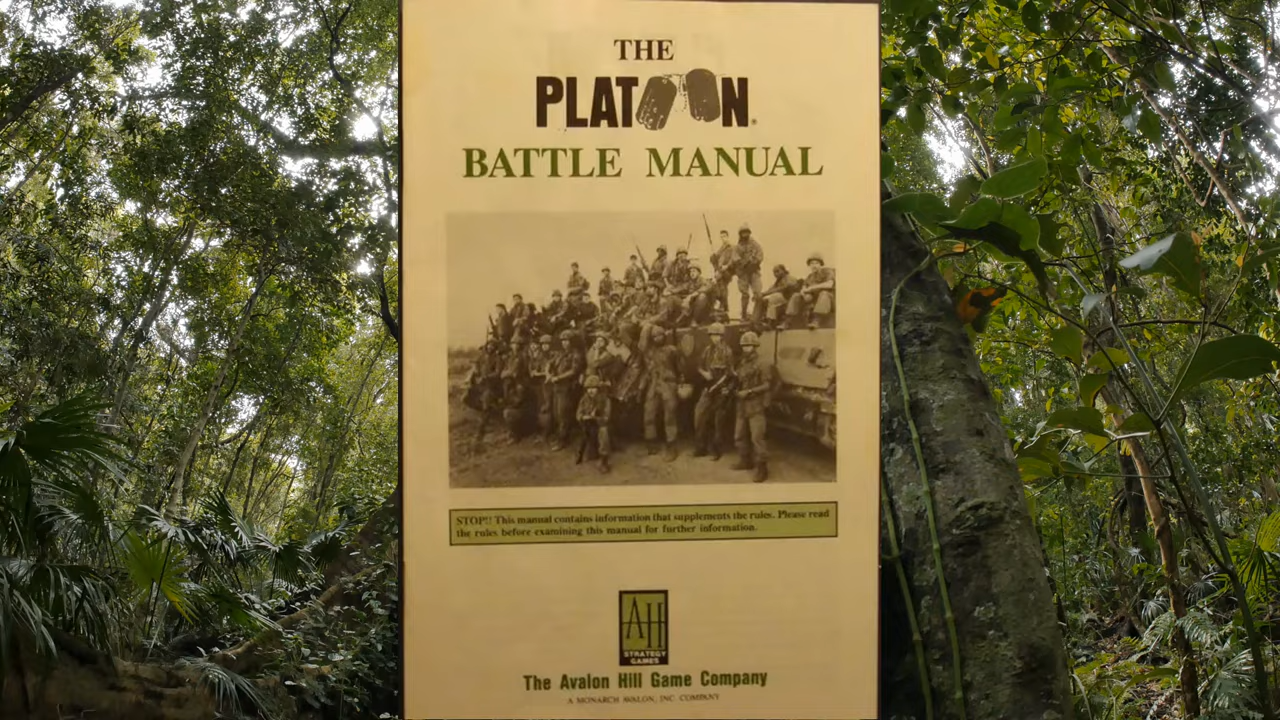 THE
PLATOON®
BATTLE MANUAL
STOP!! This manual contains information that supplements the rules. Please read
the rules before examining this manual for further information.
AH
STRATEGY
GAMES
The Avalon Hill Game Company
A MONARCH AVALON, INC. COMPANY